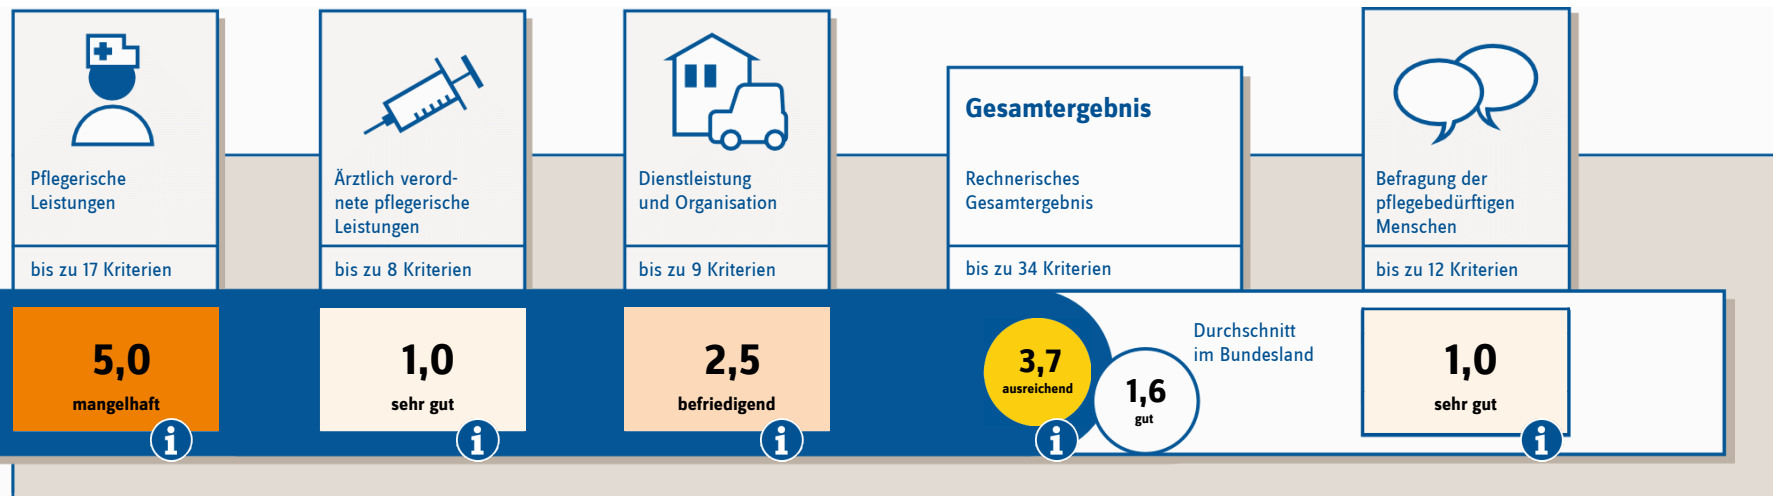 Pflegerische
Leistungen
bis zu 17 Kriterien
5,0
mangelhaft
i
Ärztlich verord-
nete pflegerische
Leistungen
bis zu 8 Kriterien
1,0
sehr gut
i
Dienstleistung
und Organisation
bis zu 9 Kriterien
2,5
befriedigend
i
Gesamtergebnis
Rechnerisches
Gesamtergebnis
bis zu 34 Kriterien
3,7
ausreichend
i
1,6
gut
Durchschnitt
im Bundesland
Befragung der
pflegebedürftigen
Menschen
bis zu 12 Kriterien
1,0
sehr gut
i